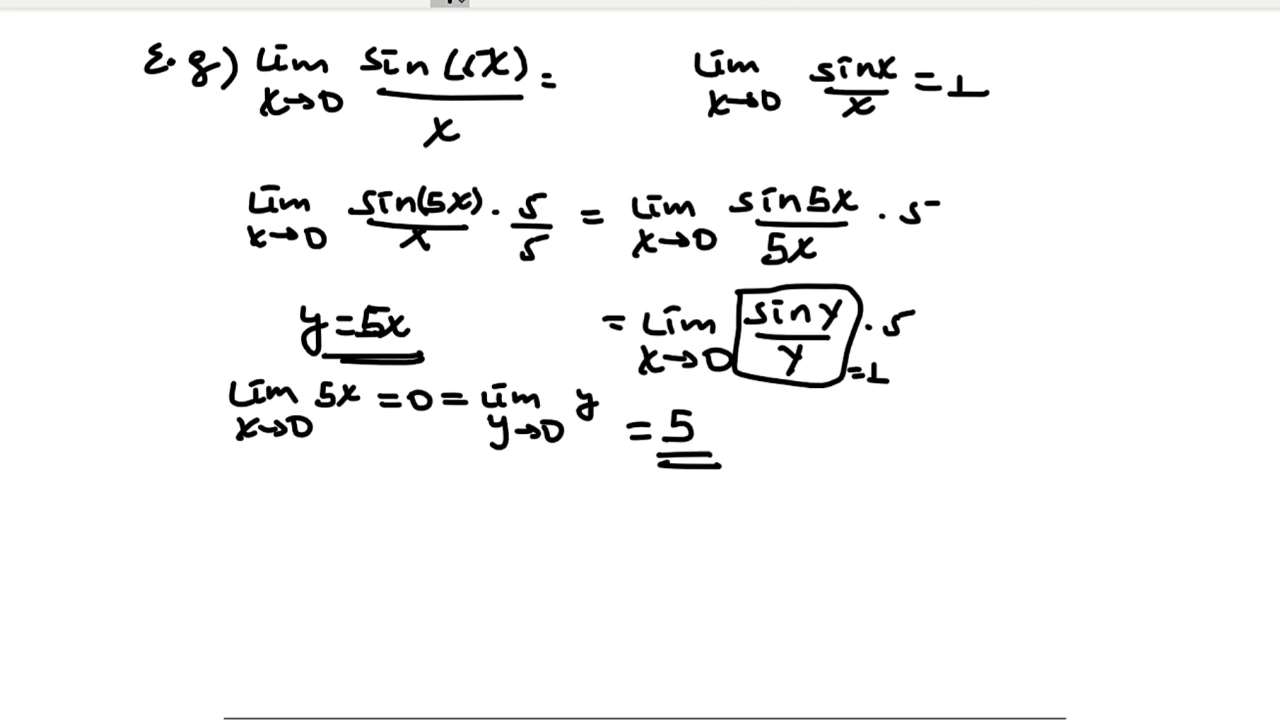 E.g) lim x→0 sin(5x)/x =
lim x→0 sinx/x = 1
lim x→0 sin(5x)/x · 5/5 = lim x→0 sin5x/5x · 5
y = 5x
= lim x→0 siny/y · 5
=1
lim x→0 5x = 0 = lim y→0 y
= 5